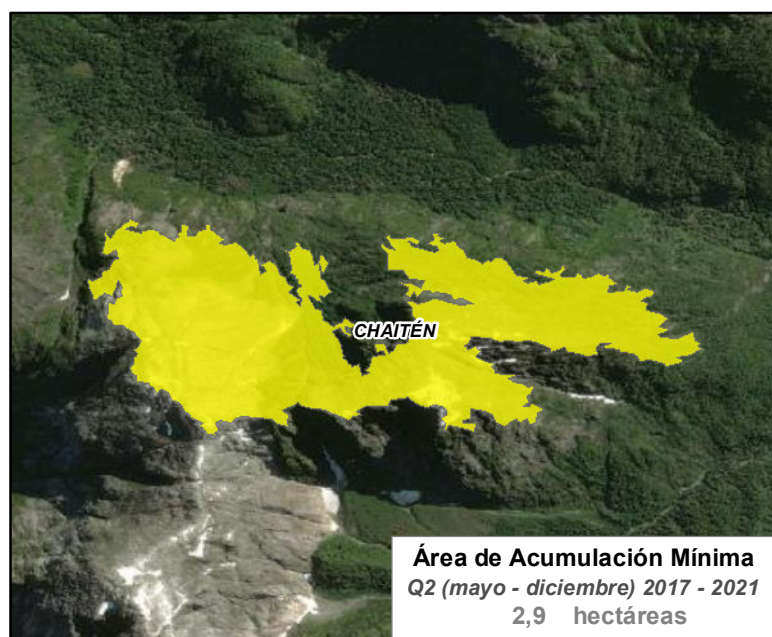 CHAITÉN
Área de Acumulación Mínima
Q2 (mayo - diciembre) 2017 - 2021
2,9 hectáreas